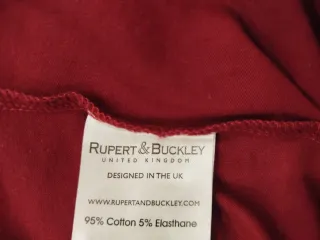 RUPERT & BUCKLEY
UNITED KINGDOM
DESIGNED IN THE UK
WWW.RUPERTANDBUCKLEY.COM
95% Cotton 5% Elasthane